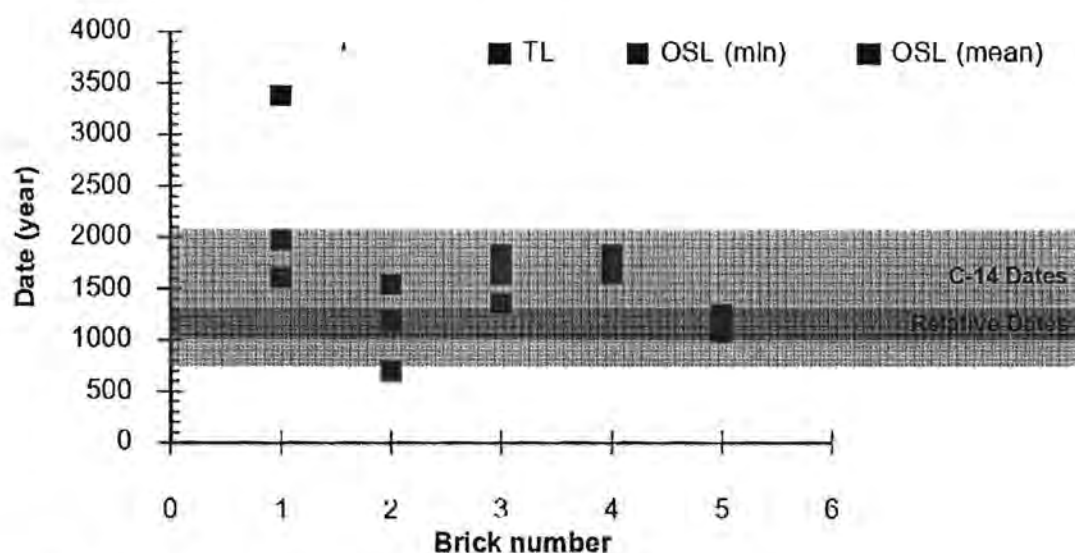 4000
TL OSL (min) OSL (mean)
3500
3000
2500
2000
1500
1000
500
0
Date (year)
C-14 Dates
Relative Dates
0 1 2 3 4 5 6
Brick number